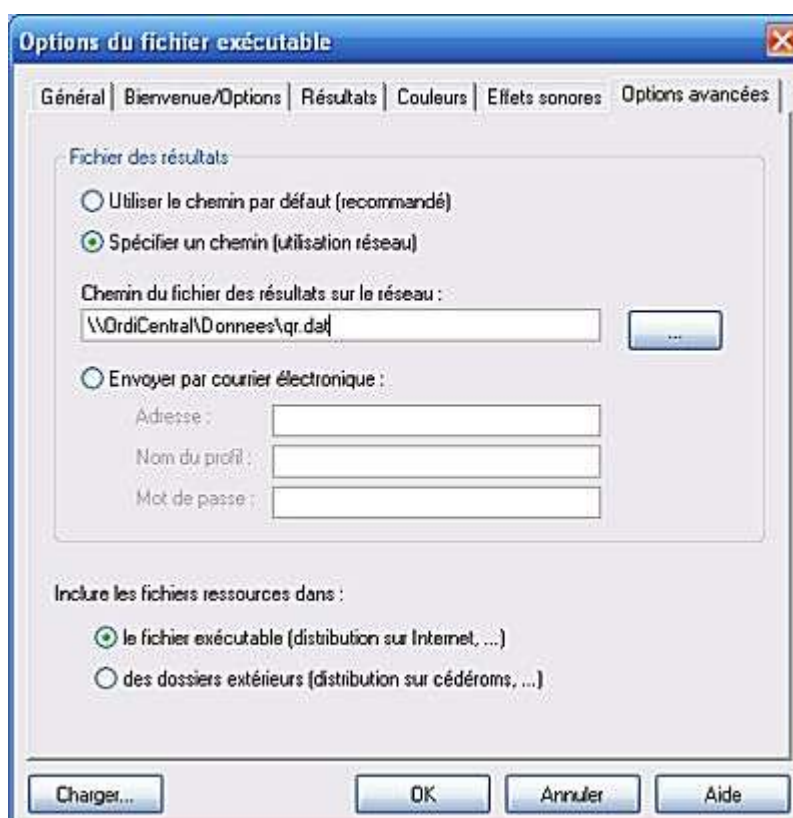 Options du fichier exécutable
Général Bienvenue/Options Résultats Couleurs Effets sonores Options avancées
Fichier des résultats
Utiliser le chemin par défaut (recommandé)
Spécifier un chemin (utilisation réseau)
Chemin du fichier des résultats sur le réseau :
\\OrdiCentral\Donnees\qr.dat
...
Envoyer par courrier électronique :
Adresse :
Nom du profil :
Mot de passe :
Inclure les fichiers ressources dans :
le fichier exécutable (distribution sur Internet, ...)
des dossiers extérieurs (distribution sur cédéroms, ...)
Charger... OK Annuler Aide